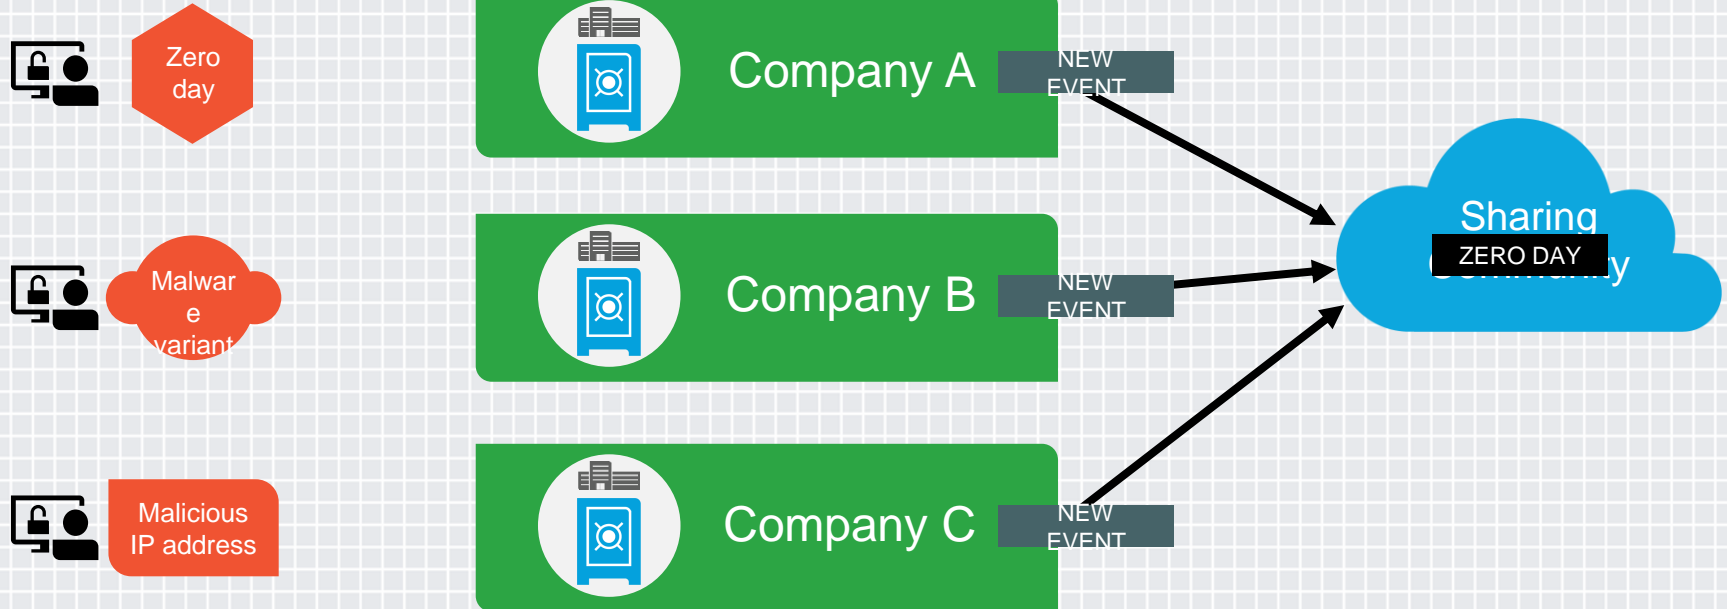 Zero
day
Company A
NEW
EVENT
Malwar
e
variant
Company B
NEW
EVENT
Sharing
ZERO DAY
Community
Malicious
IP address
Company C
NEW
EVENT